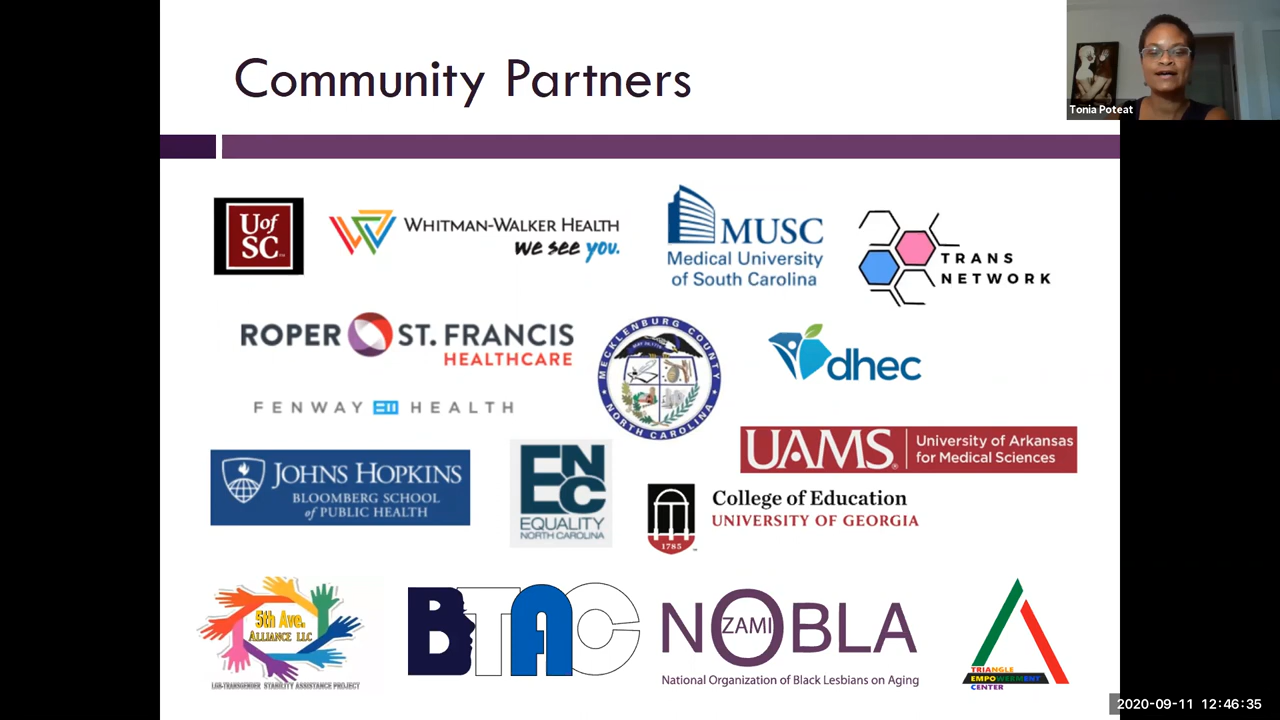 Community Partners
Tonia Poteat
UofSC
WHITMAN-WALKER HEALTH
we see you.
MUSC
Medical University
of South Carolina
TRANS
NETWORK
ROPER ST. FRANCIS
HEALTHCARE
MECKLENBURG COUNTY
NORTH CAROLINA
dhec
FENWAY HEALTH
UAMS
University of Arkansas
for Medical Sciences
JOHNS HOPKINS
BLOOMBERG SCHOOL
of PUBLIC HEALTH
EQNC
EQUALITY
NORTH CAROLINA
1785
College of Education
UNIVERSITY OF GEORGIA
5th Ave.
ALLIANCE LLC
LGB-TRANSGENDER STABILITY ASSISTANCE PROJECT
BTAC
ZAMI
NOBLA
National Organization of Black Lesbians on Aging
TRIANGLE
EMPOWERMENT
CENTER
2020-09-11 12:46:35